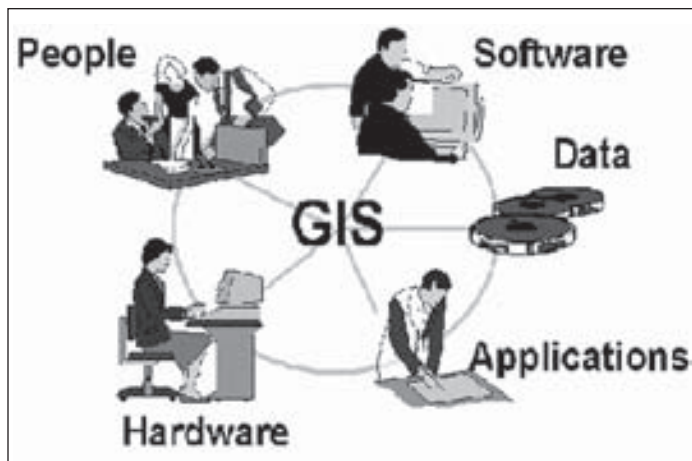 People
Software
Data
GIS
Applications
Hardware